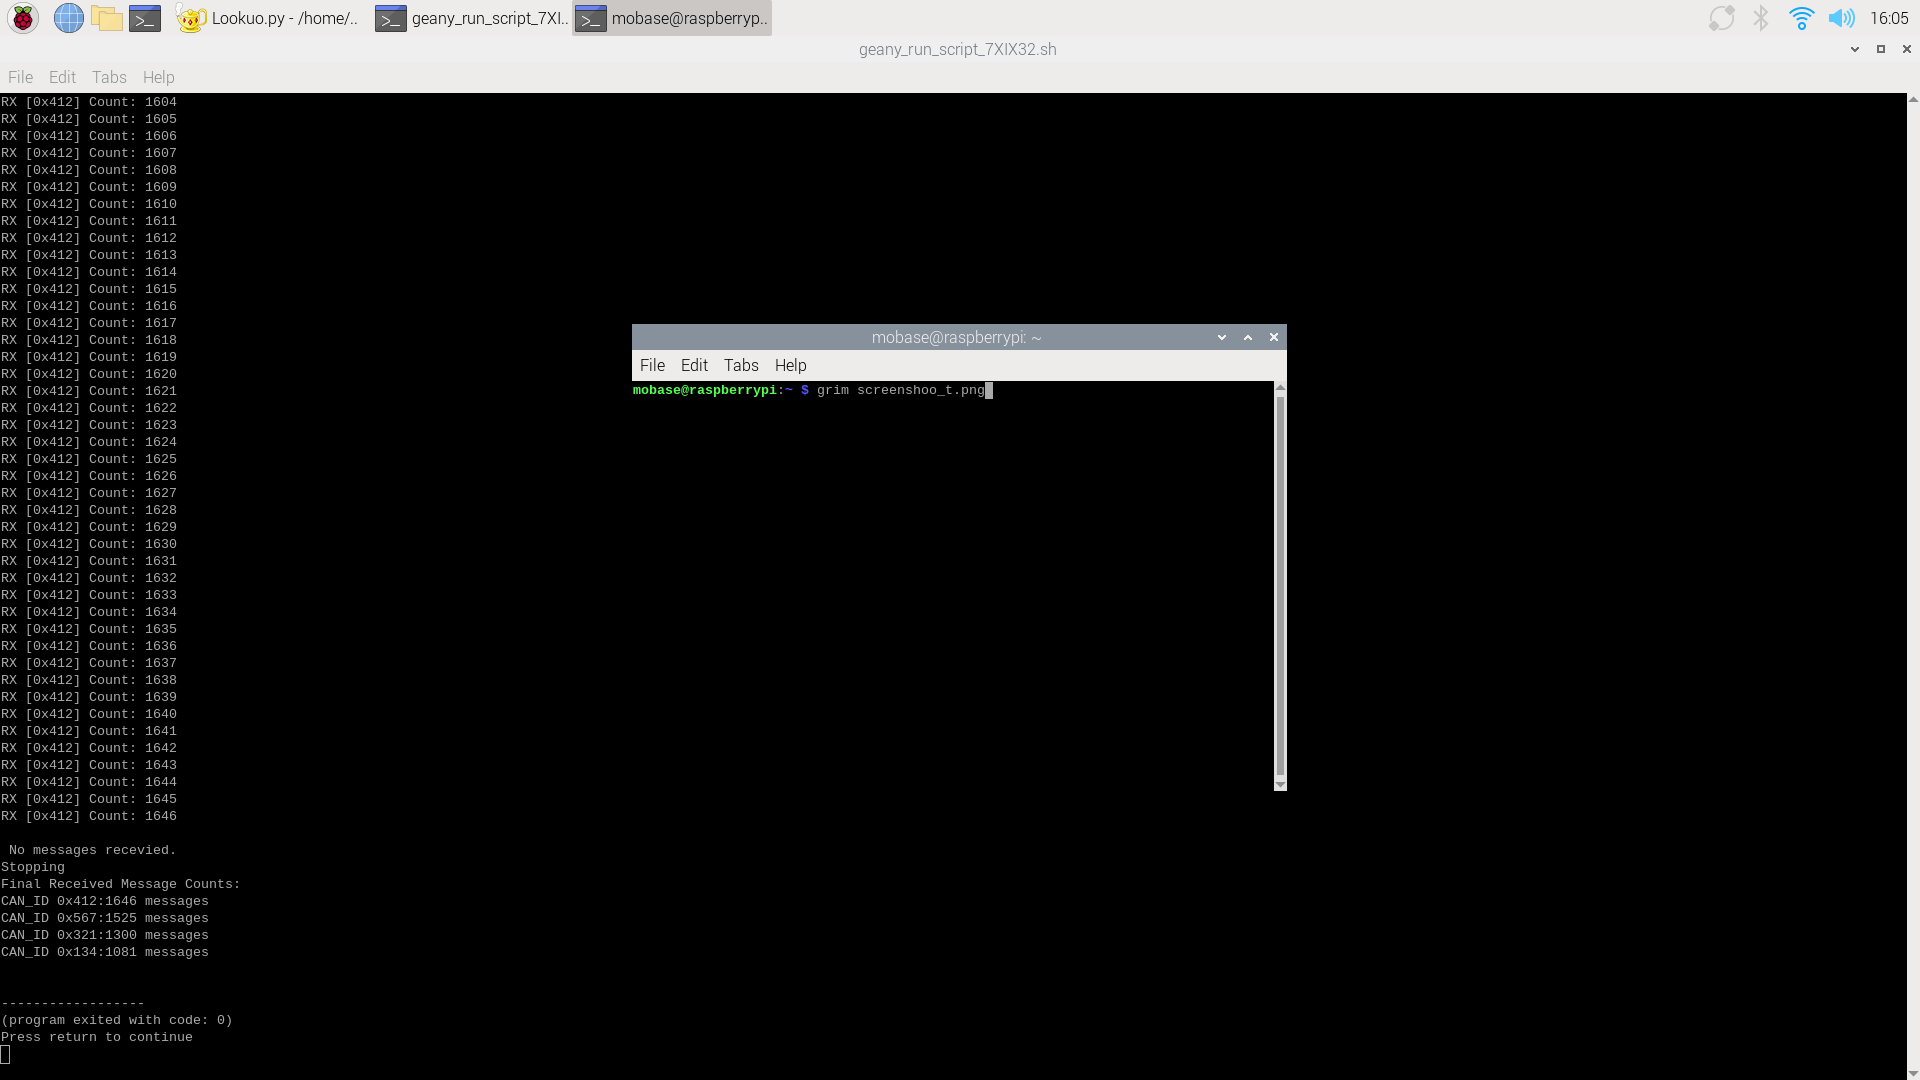 Lookuo.py - /home/..
geany_run_script_7XI..
mobase@raspberryp..
16:05
geany_run_script_7XIX32.sh
File Edit Tabs Help
RX [0x412] Count: 1604
RX [0x412] Count: 1605
RX [0x412] Count: 1606
RX [0x412] Count: 1607
RX [0x412] Count: 1608
RX [0x412] Count: 1609
RX [0x412] Count: 1610
RX [0x412] Count: 1611
RX [0x412] Count: 1612
RX [0x412] Count: 1613
RX [0x412] Count: 1614
RX [0x412] Count: 1615
RX [0x412] Count: 1616
RX [0x412] Count: 1617
RX [0x412] Count: 1618
RX [0x412] Count: 1619
RX [0x412] Count: 1620
RX [0x412] Count: 1621
RX [0x412] Count: 1622
RX [0x412] Count: 1623
RX [0x412] Count: 1624
RX [0x412] Count: 1625
RX [0x412] Count: 1626
RX [0x412] Count: 1627
RX [0x412] Count: 1628
RX [0x412] Count: 1629
RX [0x412] Count: 1630
RX [0x412] Count: 1631
RX [0x412] Count: 1632
RX [0x412] Count: 1633
RX [0x412] Count: 1634
RX [0x412] Count: 1635
RX [0x412] Count: 1636
RX [0x412] Count: 1637
RX [0x412] Count: 1638
RX [0x412] Count: 1639
RX [0x412] Count: 1640
RX [0x412] Count: 1641
RX [0x412] Count: 1642
RX [0x412] Count: 1643
RX [0x412] Count: 1644
RX [0x412] Count: 1645
RX [0x412] Count: 1646
No messages recevied.
Stopping
Final Received Message Counts:
CAN_ID 0x412:1646 messages
CAN_ID 0x567:1525 messages
CAN_ID 0x321:1300 messages
CAN_ID 0x134:1081 messages
------------------
(program exited with code: 0)
Press return to continue
mobase@raspberrypi: ~
File Edit Tabs Help
mobase@raspberrypi:~ $ grim screenshoo_t.png